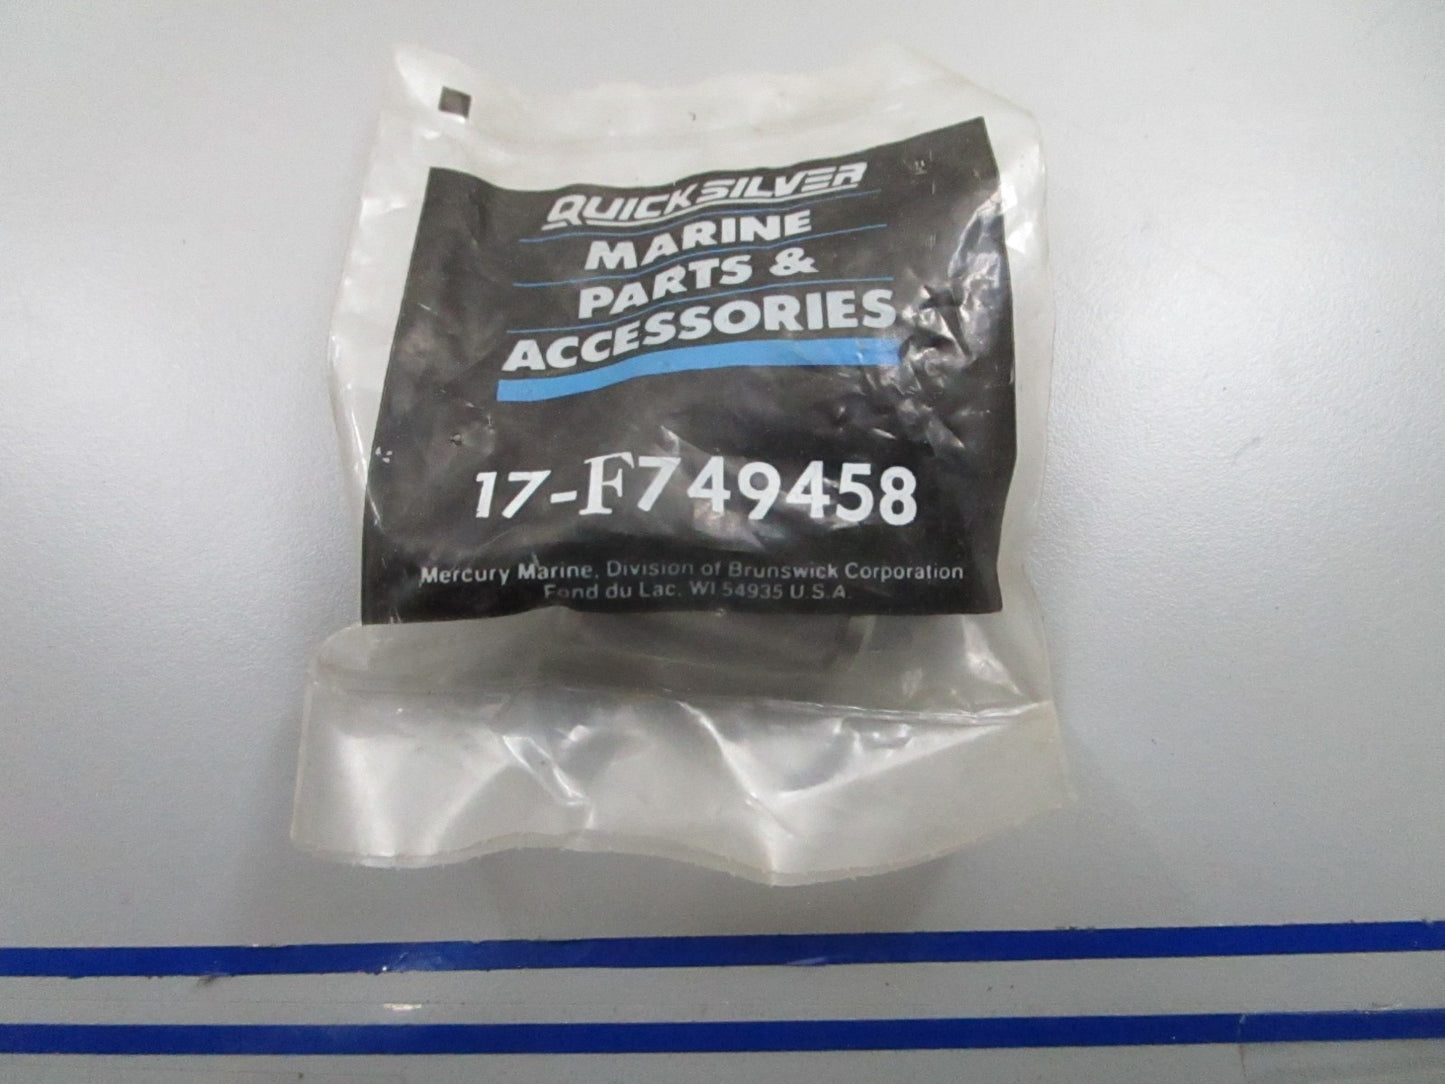 QUICKSILVER
MARINE
PARTS &
ACCESSORIES
17-F749458
Mercury Marine, Division of Brunswick Corporation
Fond du Lac, WI 54935 U.S.A.